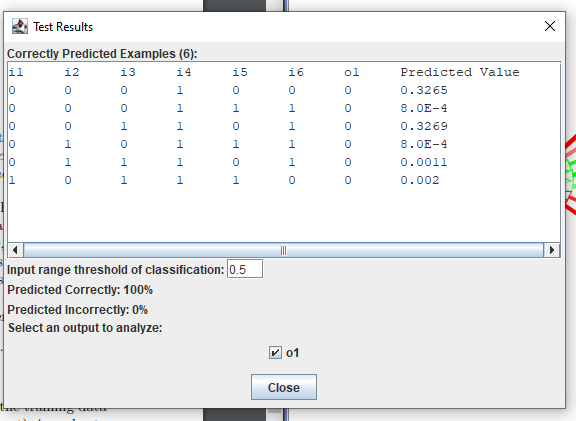 Test Results
Correctly Predicted Examples (6):
i1 i2 i3 i4 i5 i6 o1 Predicted Value
0 0 0 1 0 0 0 0.3265
0 0 0 1 1 1 0 8.0E-4
0 0 1 1 0 1 0 0.3269
0 1 0 1 1 1 0 8.0E-4
0 1 1 1 0 1 0 0.0011
1 0 1 1 1 0 0 0.002
Input range threshold of classification: 0.5
Predicted Correctly: 100%
Predicted Incorrectly: 0%
Select an output to analyze:
o1
Close
the training data